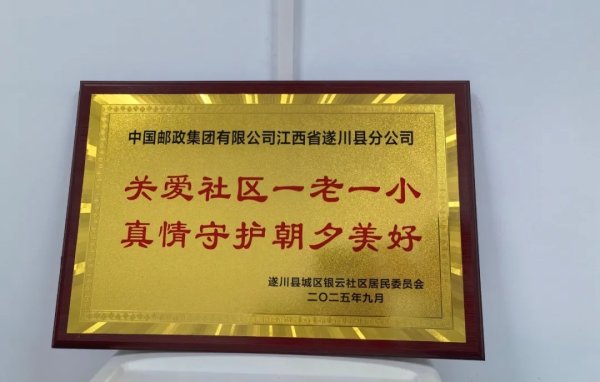 中国邮政集团有限公司江西省遂川县分公司
关爱社区一老一小
真情守护朝夕美好
遂川县城区银云社区居民委员会
二〇二五年九月